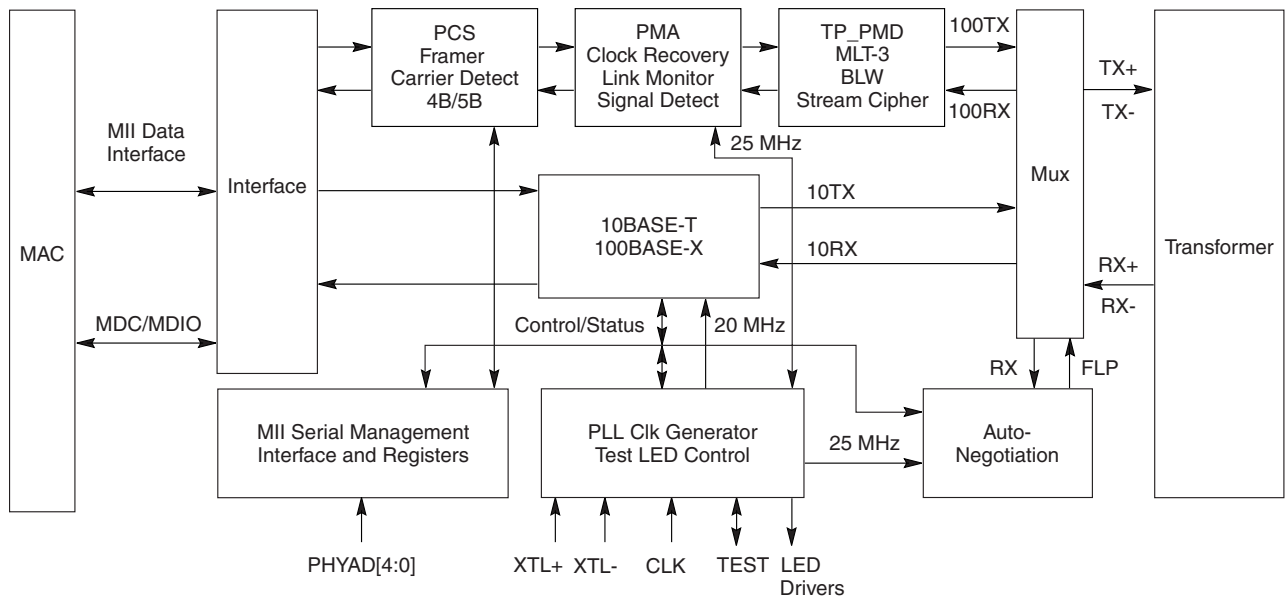 PCS
Framer
Carrier Detect
4B/5B
PMA
Clock Recovery
Link Monitor
Signal Detect
TP_PMD
MLT-3
BLW
Stream Cipher
100TX
100RX
TX+
TX-
MII Data
Interface
Interface
25 MHz
Mux
MAC
10BASE-T
100BASE-X
10TX
10RX
Transformer
RX+
RX-
MDC/MDIO
Control/Status
20 MHz
RX
FLP
MII Serial Management
Interface and Registers
PLL Clk Generator
Test LED Control
25 MHz
Auto-
Negotiation
PHYAD[4:0]
XTL+
XTL-
CLK
TEST
LED
Drivers